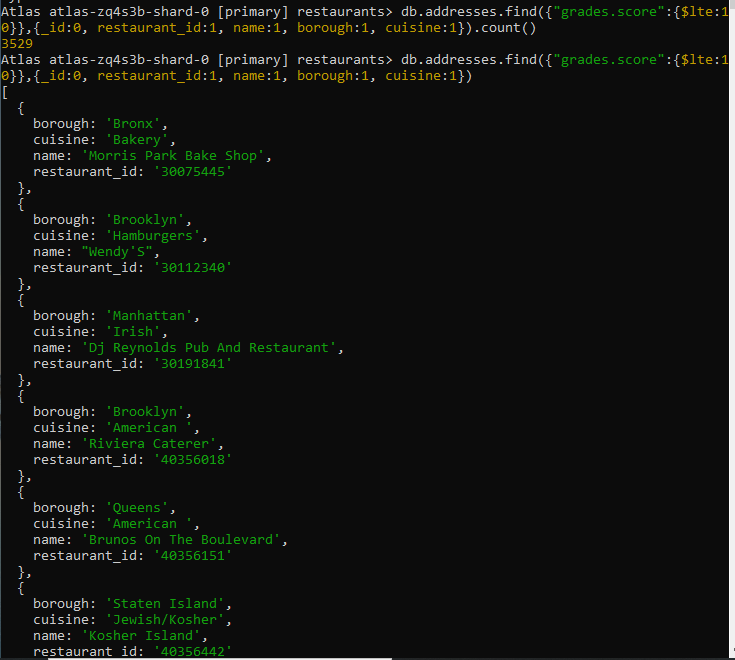 Atlas atlas-zq4s3b-shard-0 [primary] restaurants> db.addresses.find({"grades.score":{$lte:1
0}},{_id:0, restaurant_id:1, name:1, borough:1, cuisine:1}).count()
3529
Atlas atlas-zq4s3b-shard-0 [primary] restaurants> db.addresses.find({"grades.score":{$lte:1
0}},{_id:0, restaurant_id:1, name:1, borough:1, cuisine:1})
[
  {
    borough: 'Bronx',
    cuisine: 'Bakery',
    name: 'Morris Park Bake Shop',
    restaurant_id: '30075445'
  },
  {
    borough: 'Brooklyn',
    cuisine: 'Hamburgers',
    name: "Wendy'S",
    restaurant_id: '30112340'
  },
  {
    borough: 'Manhattan',
    cuisine: 'Irish',
    name: 'Dj Reynolds Pub And Restaurant',
    restaurant_id: '30191841'
  },
  {
    borough: 'Brooklyn',
    cuisine: 'American ',
    name: 'Riviera Caterer',
    restaurant_id: '40356018'
  },
  {
    borough: 'Queens',
    cuisine: 'American ',
    name: 'Brunos On The Boulevard',
    restaurant_id: '40356151'
  },
  {
    borough: 'Staten Island',
    cuisine: 'Jewish/Kosher',
    name: 'Kosher Island',
    restaurant_id: '40356442'